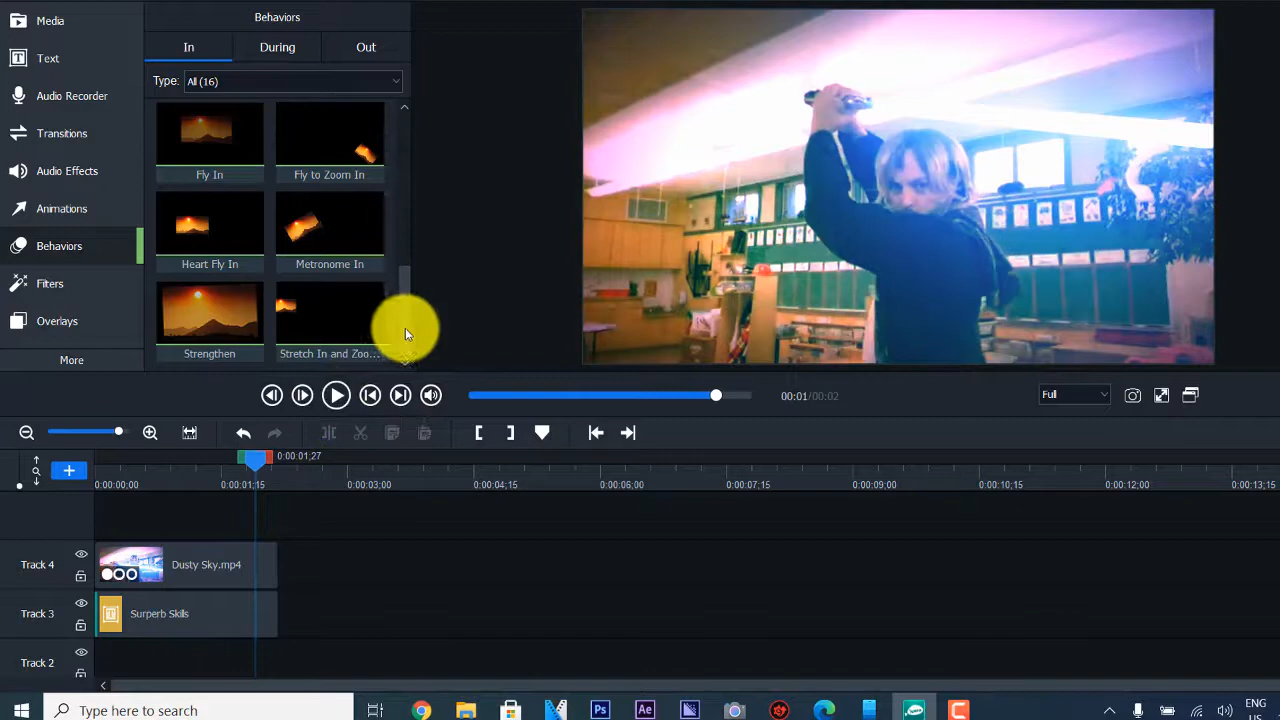 Media
Text
Audio Recorder
Transitions
Audio Effects
Animations
Behaviors
Filters
Overlays
More
Behaviors
In During Out
Type: All (16)
Fly In Fly to Zoom In
Heart Fly In Metronome In
Strengthen Stretch In and Zoo...
00:01/00:02
Full
0:00:01;27
0:00:00;00 0:00:01;15 0:00:03;00 0:00:04;15 0:00:06;00 0:00:07;15 0:00:09;00 0:00:10;15 0:00:12;00 0:00:13;15
Track 4 Dusty Sky.mp4
Track 3 Surperb Skills
Track 2
Type here to search
Ps Ae
ENG